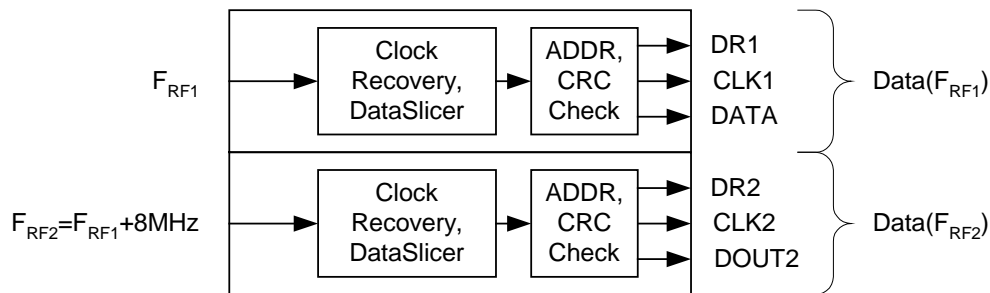 Clock
Recovery,
DataSlicer
ADDR,
CRC
Check
DR1
CLK1
DATA
F_RF1
Data(F_RF1)
Clock
Recovery,
DataSlicer
ADDR,
CRC
Check
DR2
CLK2
DOUT2
F_RF2=F_RF1+8MHz
Data(F_RF2)